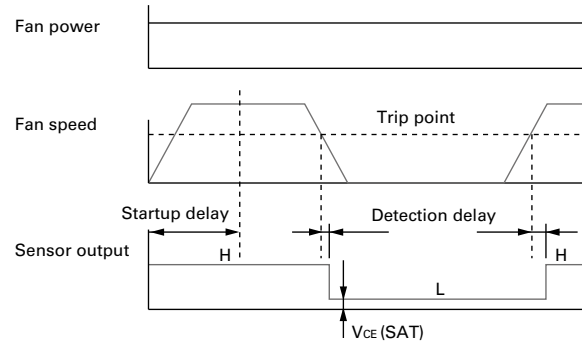 Fan power
Fan speed
Trip point
Startup delay
Detection delay
Sensor output
H
H
L
VCE (SAT)